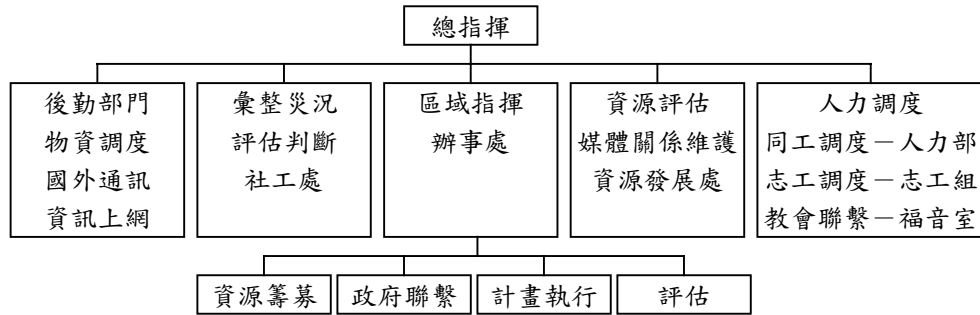 總指揮
後勤部門
物資調度
國外通訊
資訊上網
彙整災況
評估判斷
社工處
區域指揮
辦事處
資源評估
媒體關係維護
資源發展處
人力調度
同工調度－人力部
志工調度－志工組
教會聯繫－福音室
資源籌募
政府聯繫
計畫執行
評估